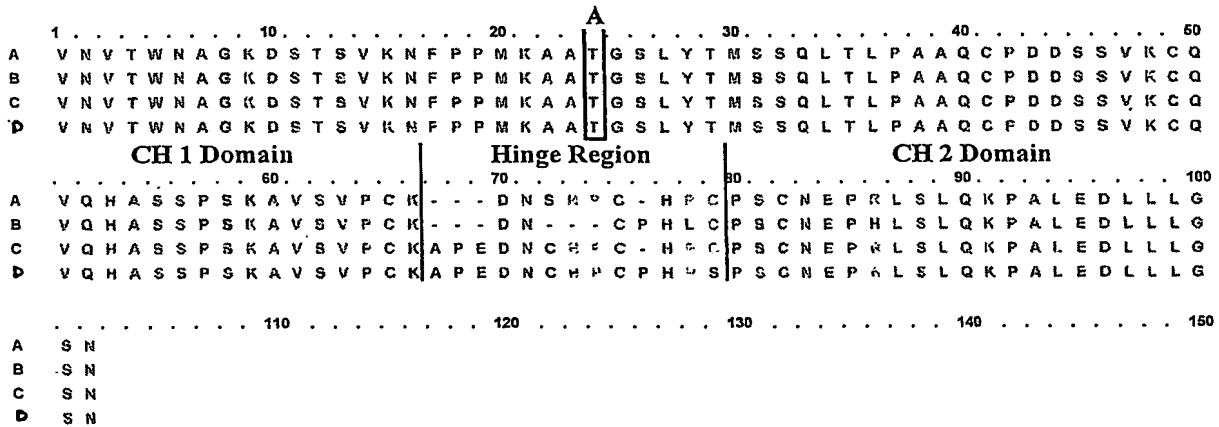 A
1 . . . . . . . . 10 . . . . . . . . . 20 . . . . . . . . . 30 . . . . . . . . . 40 . . . . . . . . . 50
A V N V T W N A G K D S T S V K N F P P M K A A T G S L Y T M S S Q L T L P A A Q C P D D S S V K C Q
B V N V T W N A G K D S T S V K N F P P M K A A T G S L Y T M S S Q L T L P A A Q C P D D S S V K C Q
C V N V T W N A G K D S T S V K N F P P M K A A T G S L Y T M S S Q L T L P A A Q C P D D S S V K C Q
D V N V T W N A G K D S T S V K N F P P M K A A T G S L Y T M S S Q L T L P A A Q C P D D S S V K C Q
CH 1 Domain Hinge Region CH 2 Domain
. . . . . . . . . 60 . . . . . . . . . 70 . . . . . . . . . 80 . . . . . . . . . 90 . . . . . . . . . 100
A V Q H A S S P S K A V S V P C K - - - D N S H P C - H P C P S C N E P R L S L Q K P A L E D L L L G
B V Q H A S S P S K A V S V P C K - - - D N - - - C P H L C P S C N E P H L S L Q K P A L E D L L L G
C V Q H A S S P S K A V S V P C K A P E D N C H P C - H P C P S C N E P L S L Q K P A L E D L L L G
D V Q H A S S P S K A V S V P C K A P E D N C H P C P H S P S C N E P L S L Q K P A L E D L L L G
. . . . . . . . . 110 . . . . . . . . . 120 . . . . . . . . . 130 . . . . . . . . . 140 . . . . . . . . . 150
A S N
B S N
C S N
D S N